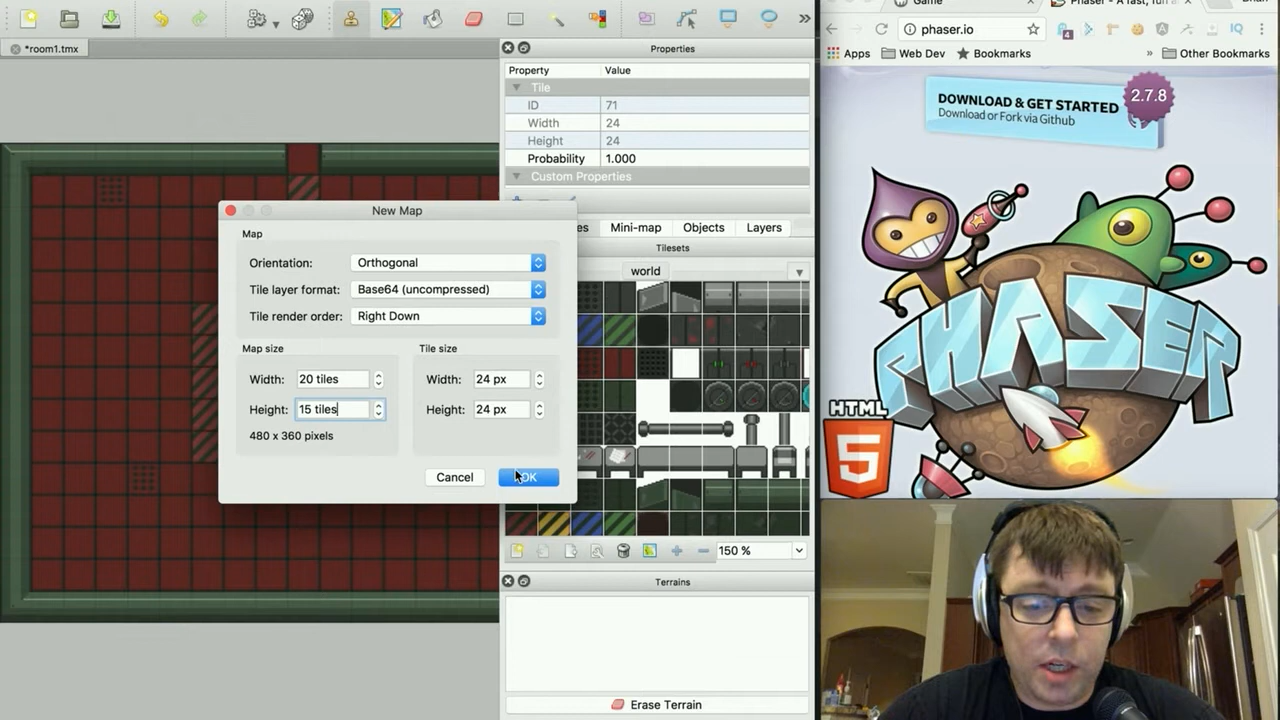 *room1.tmx
Properties
Property Value
Tile
ID 71
Width 24
Height 24
Probability 1.000
Custom Properties
Mini-map Objects Layers
Tilesets
world
New Map
Map
Orientation: Orthogonal
Tile layer format: Base64 (uncompressed)
Tile render order: Right Down
Map size
Width: 20 tiles
Height: 15 tiles
480 x 360 pixels
Tile size
Width: 24 px
Height: 24 px
Cancel OK
150 %
Terrains
Erase Terrain
Game
Phaser - A fast, fun
phaser.io
4
IQ
Apps Web Dev Bookmarks » Other Bookmarks
DOWNLOAD & GET STARTED
Download or Fork via Github
2.7.8
PHASER
HTML
5